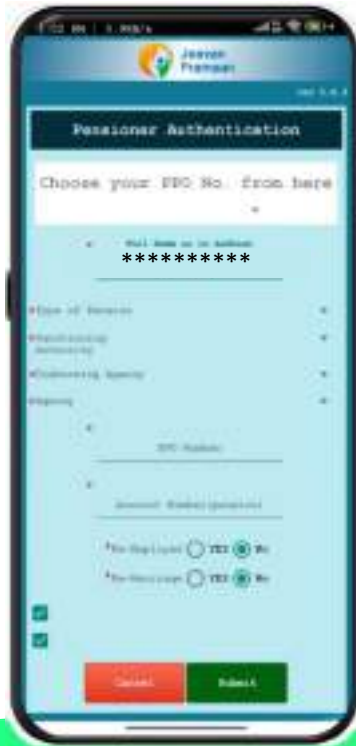 Jeevan
Pramaan
Pensioner Authentication
Choose your PPO No. from here
Full Name as in Aadhaar
**********
*Type of Pension
*Sanctioning
Authority
*Disbursing Agency
*Agency
PPO Number
Account Number(pension)
*Re-Employed YES No
*Re-Marriage YES No
Cancel Submit